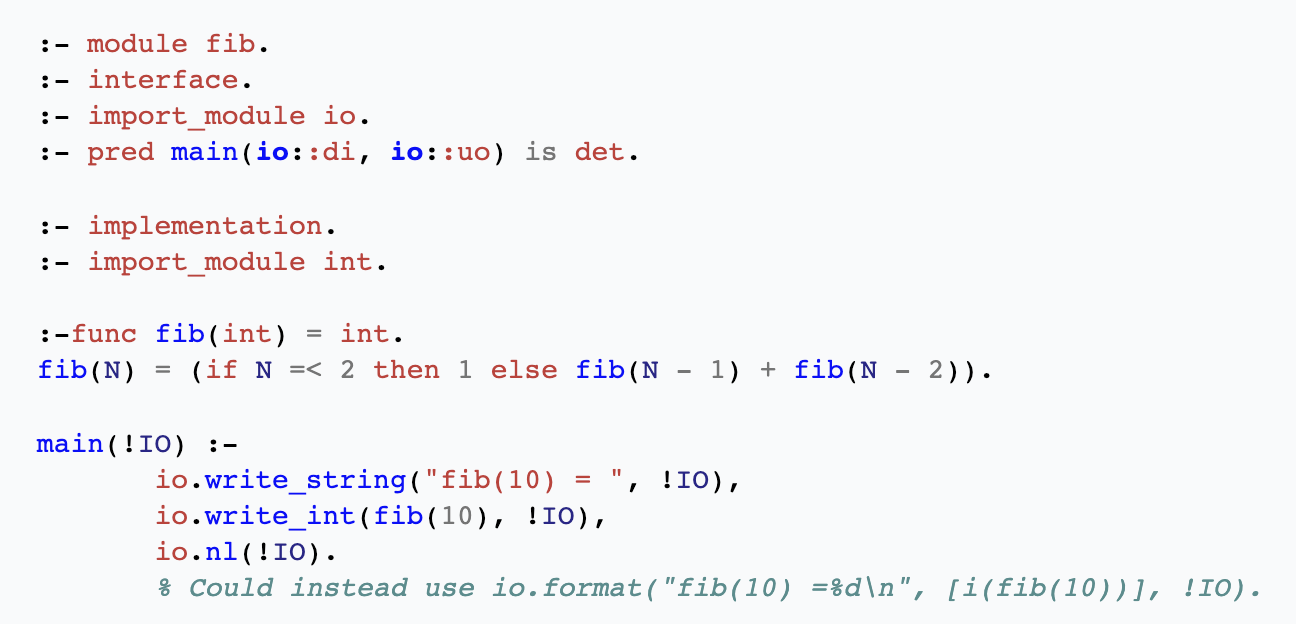 :- module fib.
:- interface.
:- import_module io.
:- pred main(io::di, io::uo) is det.

:- implementation.
:- import_module int.

:-func fib(int) = int.
fib(N) = (if N =< 2 then 1 else fib(N - 1) + fib(N - 2)).

main(!IO) :-
       io.write_string("fib(10) = ", !IO),
       io.write_int(fib(10), !IO),
       io.nl(!IO).
       % Could instead use io.format("fib(10) =%d\n", [i(fib(10))], !IO).